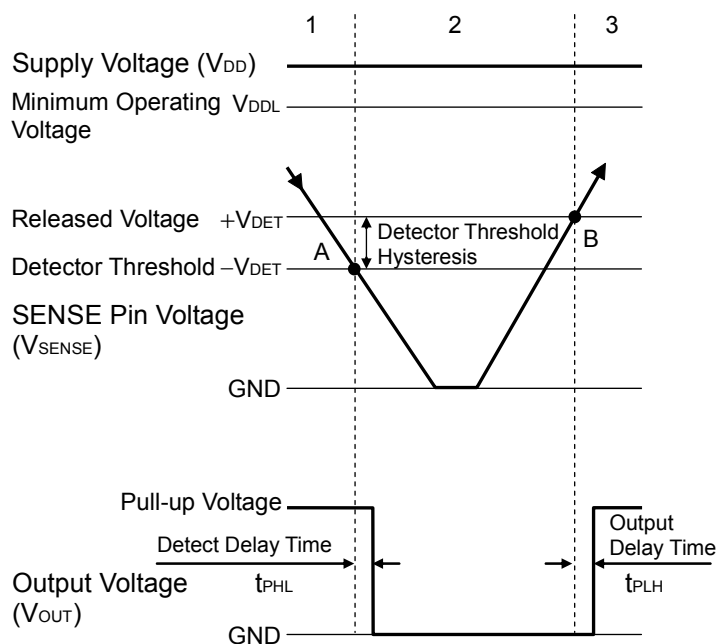 1 2 3
Supply Voltage (VDD)
Minimum Operating VDDL
Voltage
Released Voltage +VDET
Detector Threshold
Hysteresis
A
B
Detector Threshold –VDET
SENSE Pin Voltage
(VSENSE)
GND
Pull-up Voltage
Detect Delay Time
tPHL
Output
Delay Time
tPLH
Output Voltage
(VOUT)
GND